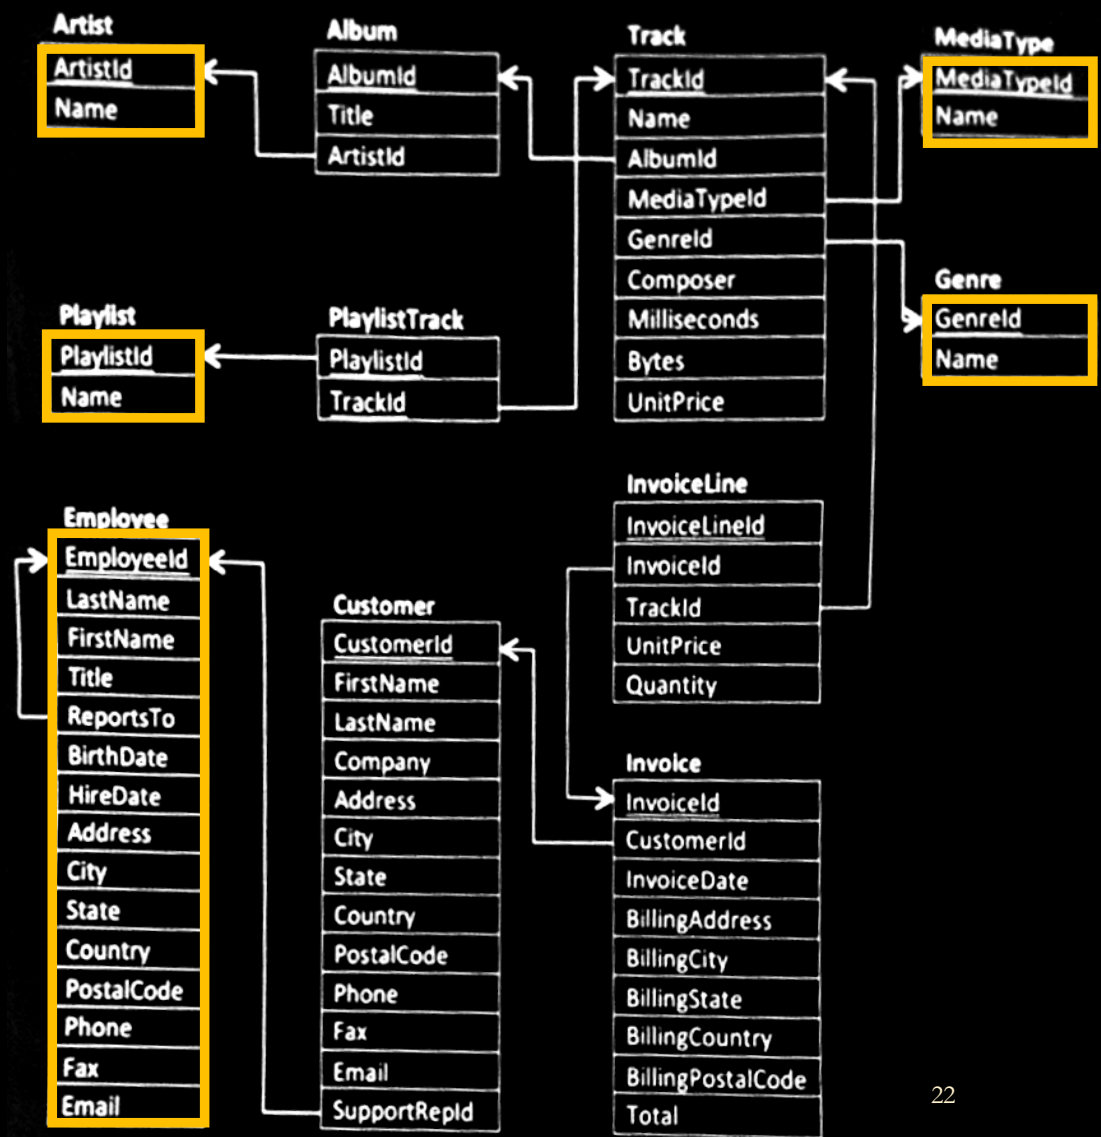 Artist
ArtistId
Name
Album
AlbumId
Title
ArtistId
Track
TrackId
Name
AlbumId
MediaTypeId
GenreId
Composer
Milliseconds
Bytes
UnitPrice
MediaType
MediaTypeId
Name
Genre
GenreId
Name
Playlist
PlaylistId
Name
PlaylistTrack
PlaylistId
TrackId
Employee
EmployeeId
LastName
FirstName
Title
ReportsTo
BirthDate
HireDate
Address
City
State
Country
PostalCode
Phone
Fax
Email
Customer
CustomerId
FirstName
LastName
Company
Address
City
State
Country
PostalCode
Phone
Fax
Email
SupportRepId
InvoiceLine
InvoiceLineId
InvoiceId
TrackId
UnitPrice
Quantity
Invoice
InvoiceId
CustomerId
InvoiceDate
BillingAddress
BillingCity
BillingState
BillingCountry
BillingPostalCode
Total
22